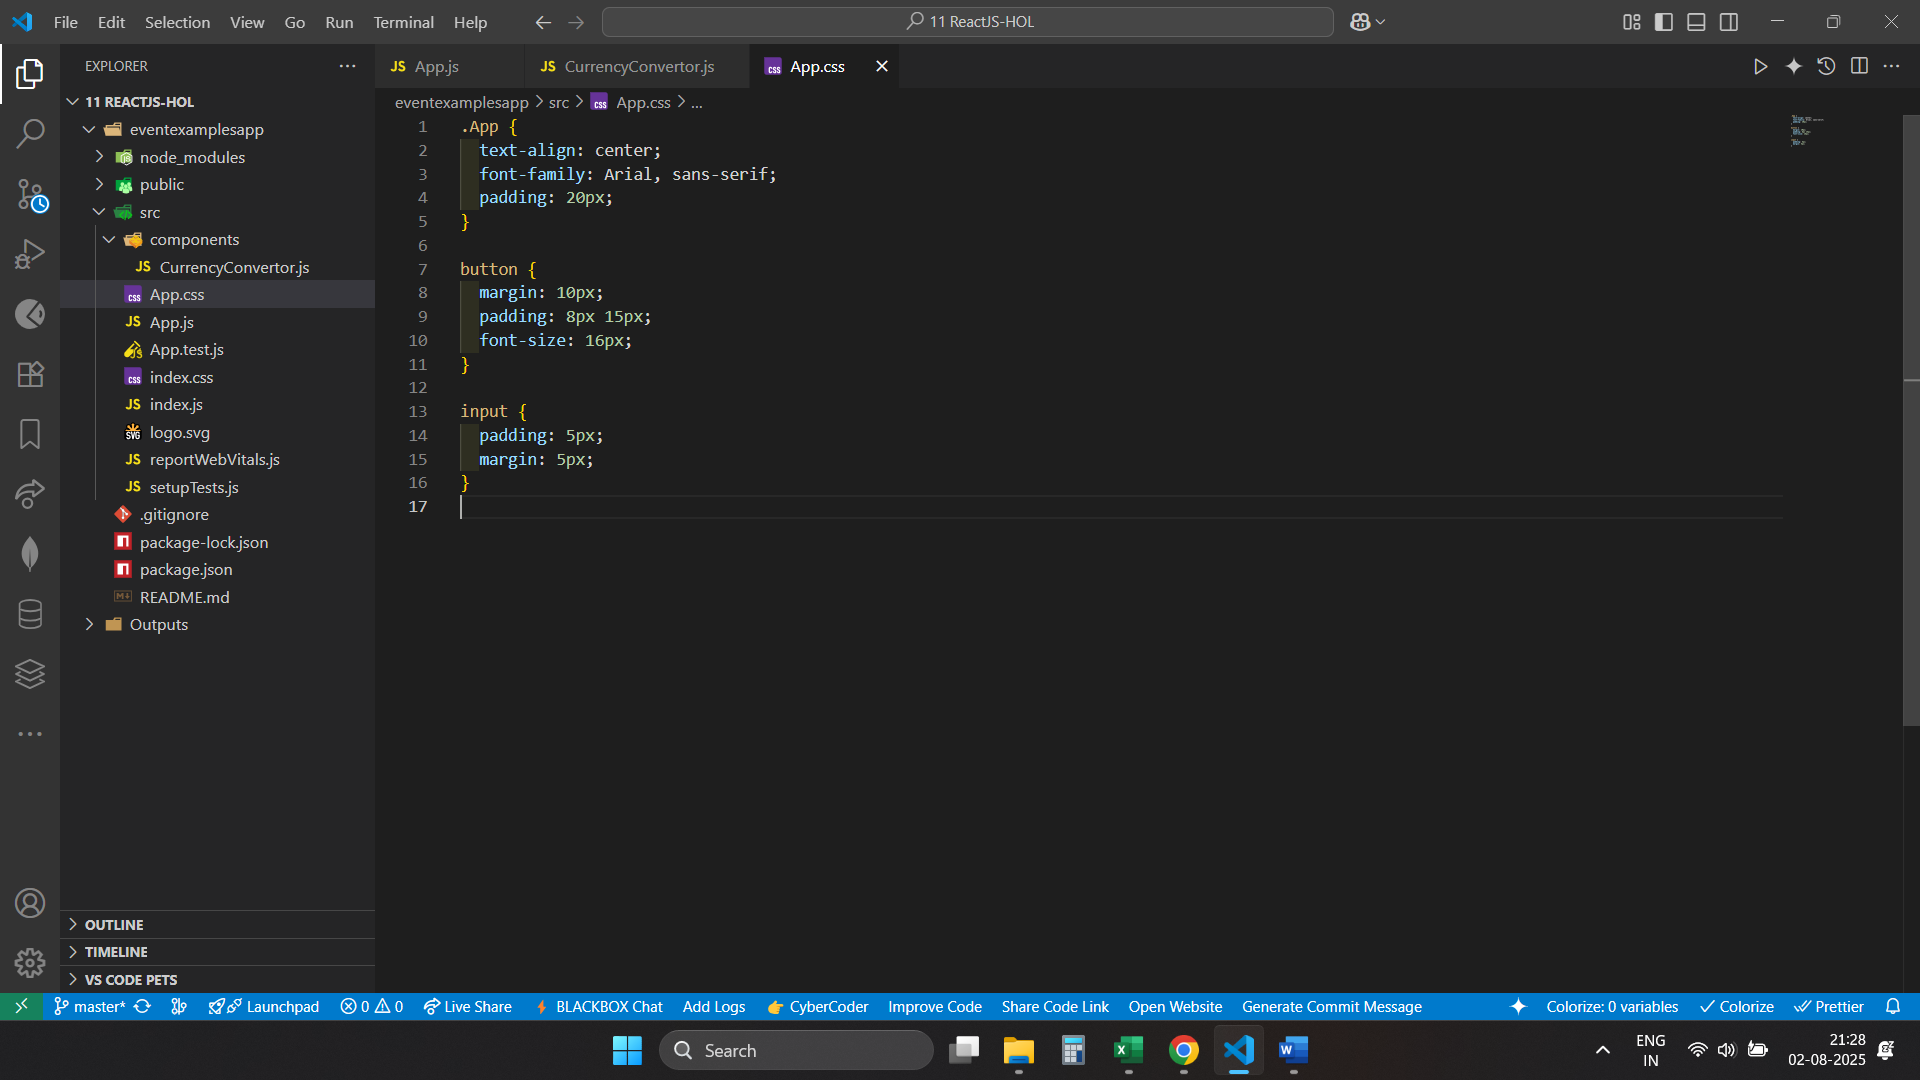 File Edit Selection View Go Run Terminal Help
11 ReactJS-HOL
EXPLORER
11 REACTJS-HOL
eventexamplesapp
node_modules
public
src
components
JS CurrencyConvertor.js
css App.css
JS App.js
App.test.js
css index.css
JS index.js
SVG logo.svg
JS reportWebVitals.js
JS setupTests.js
.gitignore
package-lock.json
package.json
README.md
Outputs
OUTLINE
TIMELINE
VS CODE PETS
JS App.js
JS CurrencyConvertor.js
css App.css
eventexamplesapp > src > css App.css > ...
1 .App {
2 text-align: center;
3 font-family: Arial, sans-serif;
4 padding: 20px;
5 }
6
7 button {
8 margin: 10px;
9 padding: 8px 15px;
10 font-size: 16px;
11 }
12
13 input {
14 padding: 5px;
15 margin: 5px;
16 }
17
master* Launchpad 0 0 Live Share BLACKBOX Chat Add Logs CyberCoder Improve Code Share Code Link Open Website Generate Commit Message Colorize: 0 variables Colorize Prettier
Search
ENG
IN
21:28
02-08-2025